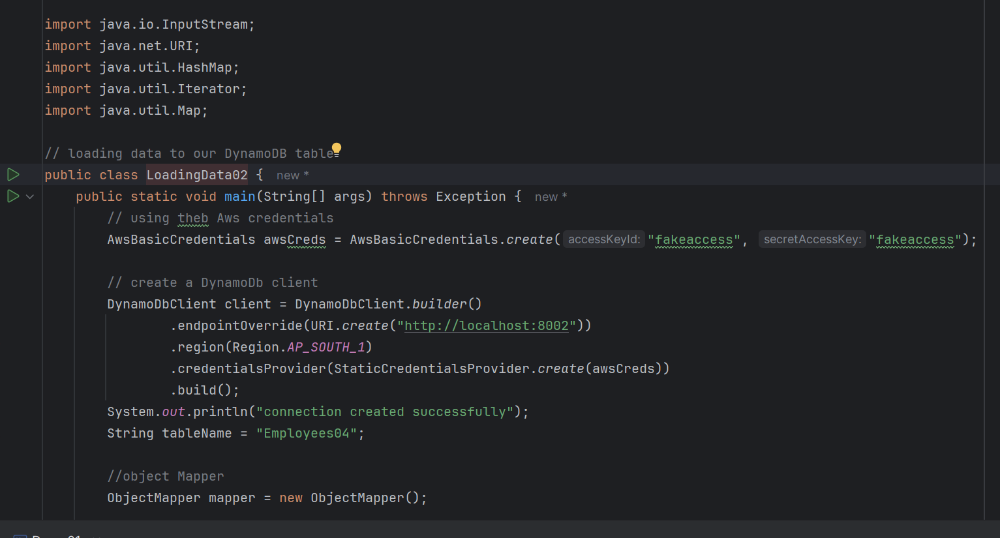 import java.io.InputStream;
import java.net.URI;
import java.util.HashMap;
import java.util.Iterator;
import java.util.Map;
// loading data to our DynamoDB table
public class LoadingData02 { new *
public static void main(String[] args) throws Exception { new *
// using theb Aws credentials
AwsBasicCredentials awsCreds = AwsBasicCredentials.create( accessKeyId: "fakeaccess", secretAccessKey: "fakeaccess");
// create a DynamoDb client
DynamoDbClient client = DynamoDbClient.builder()
.endpointOverride(URI.create("http://localhost:8002"))
.region(Region.AP_SOUTH_1)
.credentialsProvider(StaticCredentialsProvider.create(awsCreds))
.build();
System.out.println("connection created successfully");
String tableName = "Employees04";
//object Mapper
ObjectMapper mapper = new ObjectMapper();